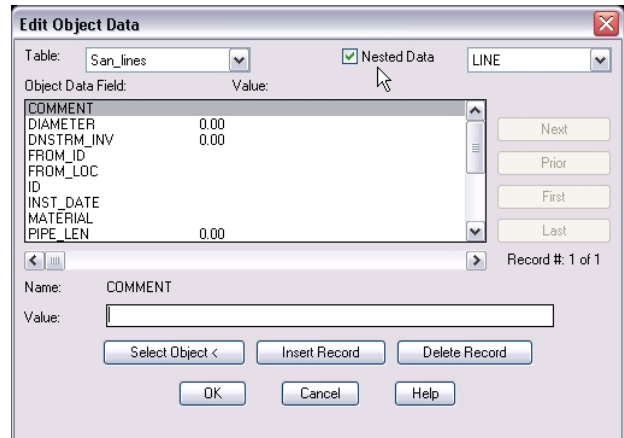 Edit Object Data
Table: San_lines Nested Data LINE
Object Data Field: Value:
COMMENT
DIAMETER 0.00
DNSTRM_INV 0.00
FROM_ID
FROM_LOC
ID
INST_DATE
MATERIAL
PIPE_LEN 0.00
Next
Prior
First
Last
Record #: 1 of 1
Name: COMMENT
Value:
Select Object < Insert Record Delete Record
OK Cancel Help